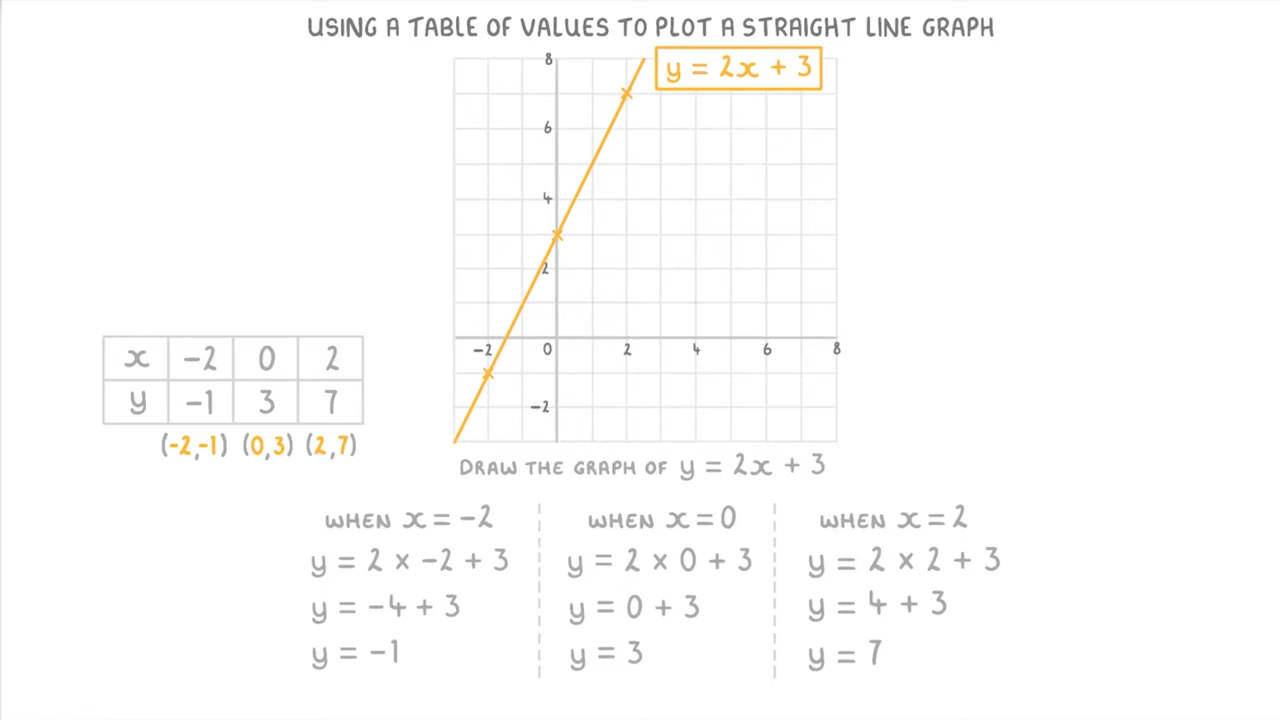 USING A TABLE OF VALUES TO PLOT A STRAIGHT LINE GRAPH
y = 2x + 3
8
6
4
2
-2 0 2 4 6 8
-2
x -2 0 2
y -1 3 7
(-2,-1) (0,3) (2,7)
DRAW THE GRAPH OF y = 2x + 3
WHEN x = -2
y = 2 × -2 + 3
y = -4 + 3
y = -1
WHEN x = 0
y = 2 × 0 + 3
y = 0 + 3
y = 3
WHEN x = 2
y = 2 × 2 + 3
y = 4 + 3
y = 7